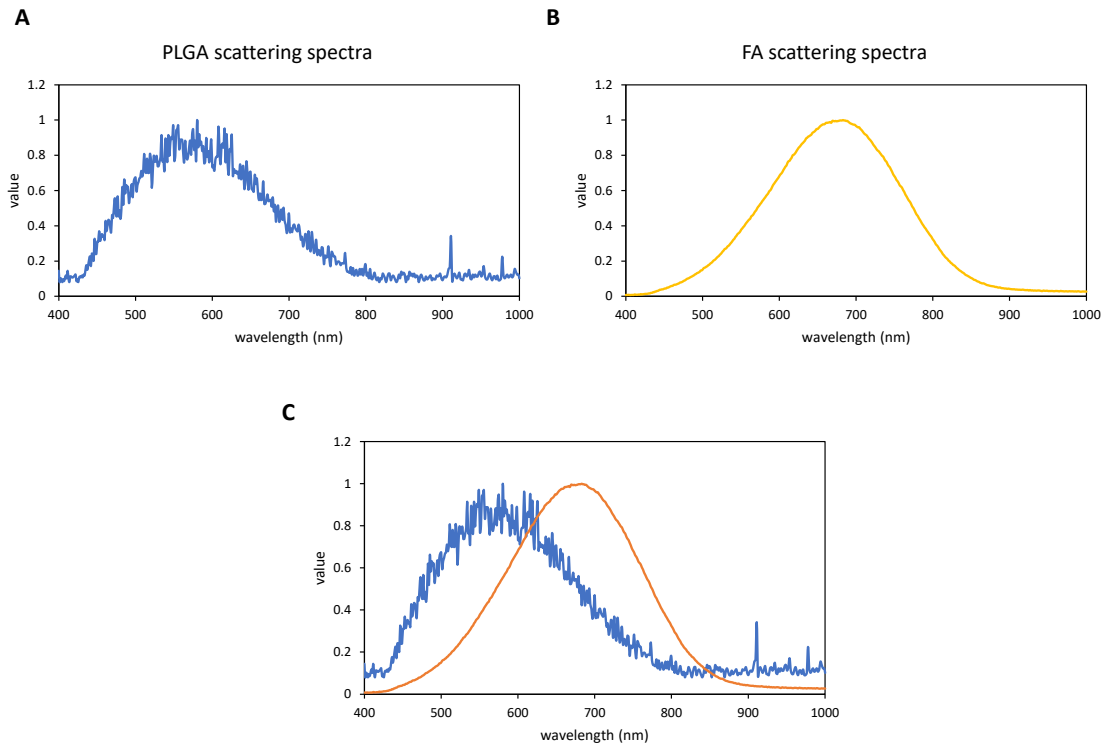 A
PLGA scattering spectra
1.2
1
0.8
0.6
0.4
0.2
0
value
400 500 600 700 800 900 1000
wavelength (nm)
B
FA scattering spectra
1.2
1
0.8
0.6
0.4
0.2
0
value
400 500 600 700 800 900 1000
wavelength (nm)
C
1.2
1
0.8
0.6
0.4
0.2
0
value
400 500 600 700 800 900 1000
wavelength (nm)